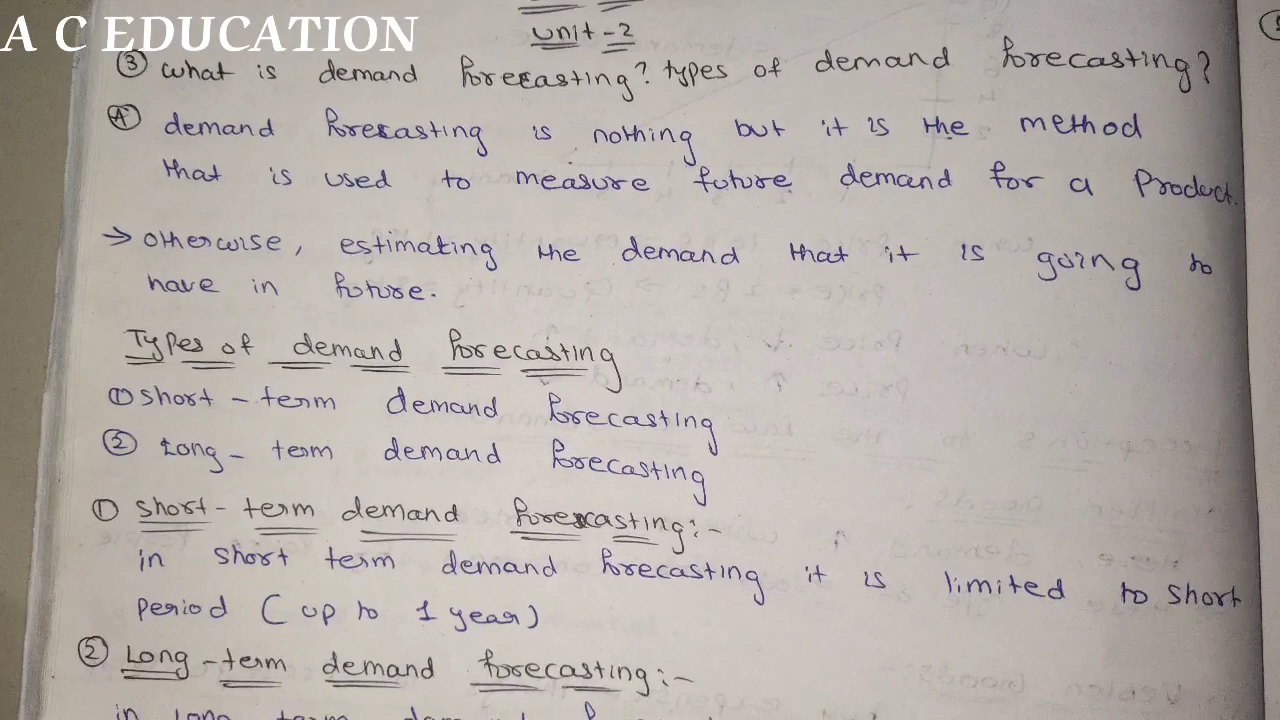 A C EDUCATION
unit-2
③ what is demand forecasting? types of demand forecasting?
Ⓐ demand forecasting is nothing but it is the method
that is used to measure future demand for a product.
→ otherwise, estimating the demand that it is going to
have in future.
Types of demand forecasting
① short-term demand forecasting
② Long-term demand forecasting
① short-term demand forecasting:-
in short term demand forecasting it is limited to short
period (up to 1 year)
② Long-term demand forecasting:-
in long term